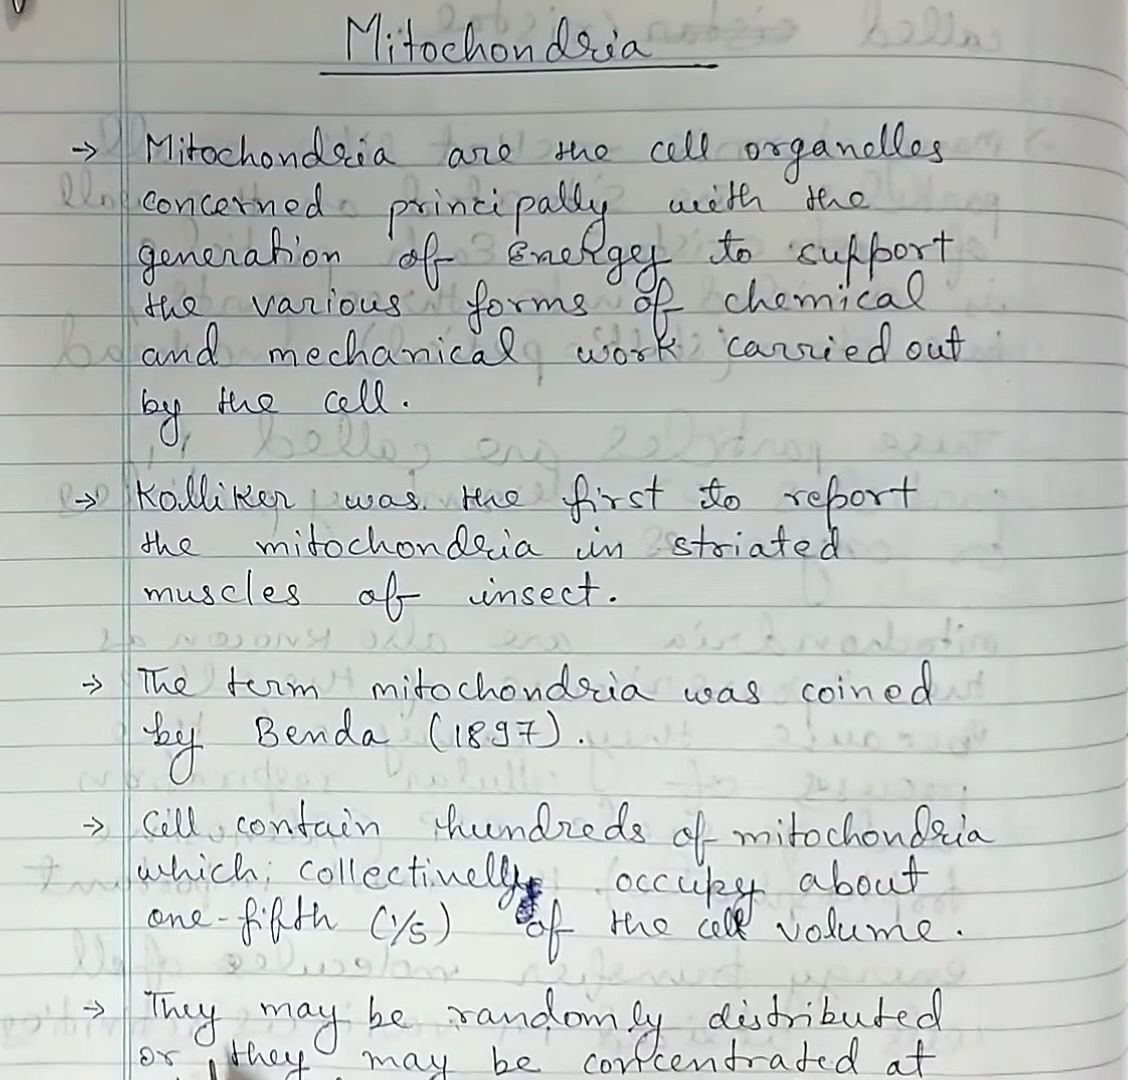 Mitochondria
→ Mitochondria are the cell organelles
concerned principally with the
generation of Energy to support
the various forms of chemical
and mechanical work carried out
by the cell.
→ Kolliker was the first to report
the mitochondria in striated
muscles of insect.
→ The term mitochondria was coined
by Benda (1897).
→ Cell contain hundreds of mitochondria
which collectively occupy about
one-fifth (1/5) of the cell volume.
→ They may be randomly distributed
or they may be concentrated at